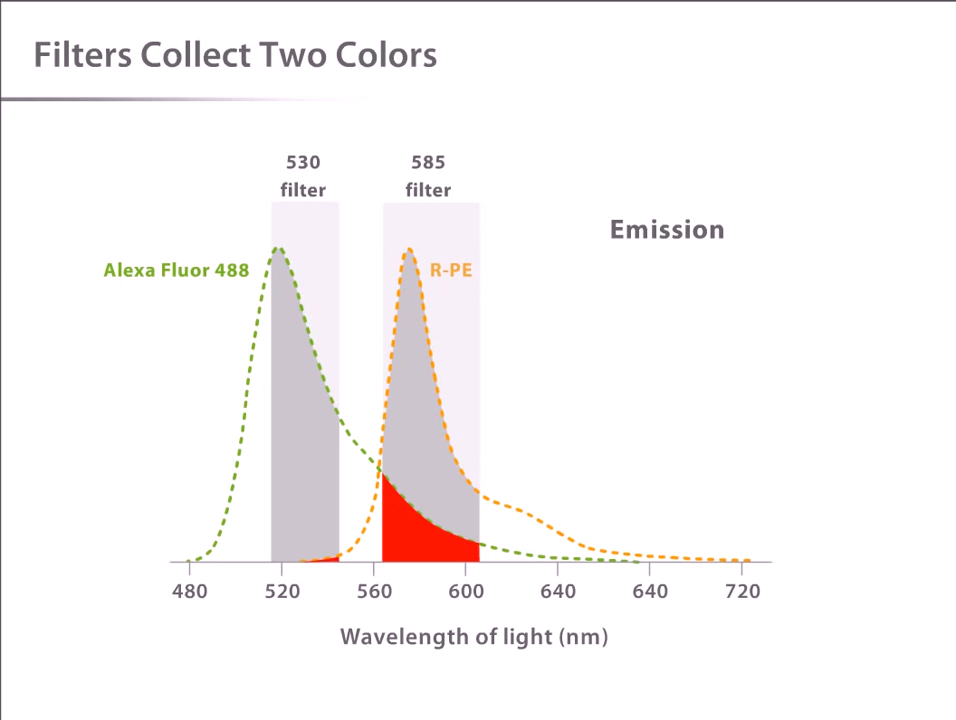 Filters Collect Two Colors
530
filter
585
filter
Emission
Alexa Fluor 488
R-PE
480 520 560 600 640 640 720
Wavelength of light (nm)